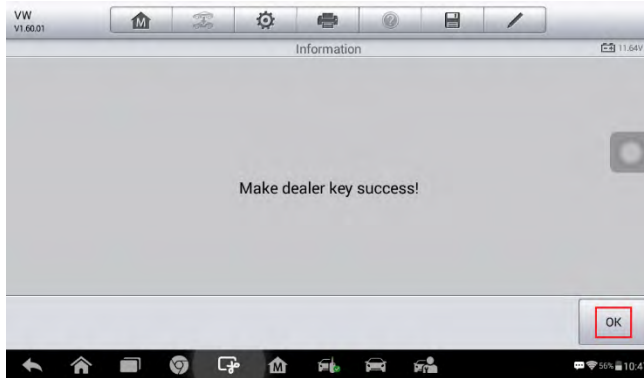 VW
V1.60.01
Information
11.64V
Make dealer key success!
OK
56%
10:4